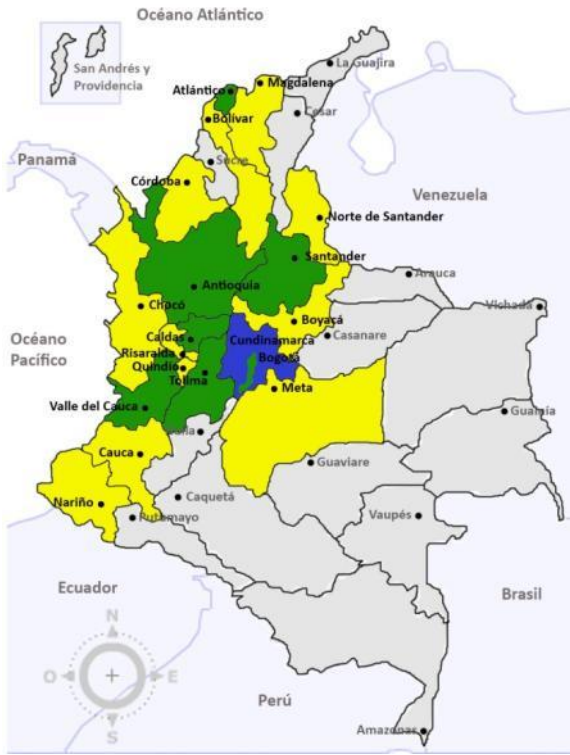 Océano Atlántico
San Andrés y
Providencia
La Guajira
Magdalena
Atlántico
Cesar
Bolívar
Sucre
Panamá
Córdoba
Venezuela
Norte de Santander
Santander
Arauca
Antioquia
Chocó
Vichada
Boyacá
Océano
Pacífico
Caldas
Cundinamarca
Casanare
Risaralda
Bogotá
Quindio
Tolima
Meta
Valle del Cauca
Guainía
Huila
Cauca
Guaviare
Caquetá
Nariño
Putumayo
Vaupés
Ecuador
Brasil
N
O
E
S
Perú
Amazonas